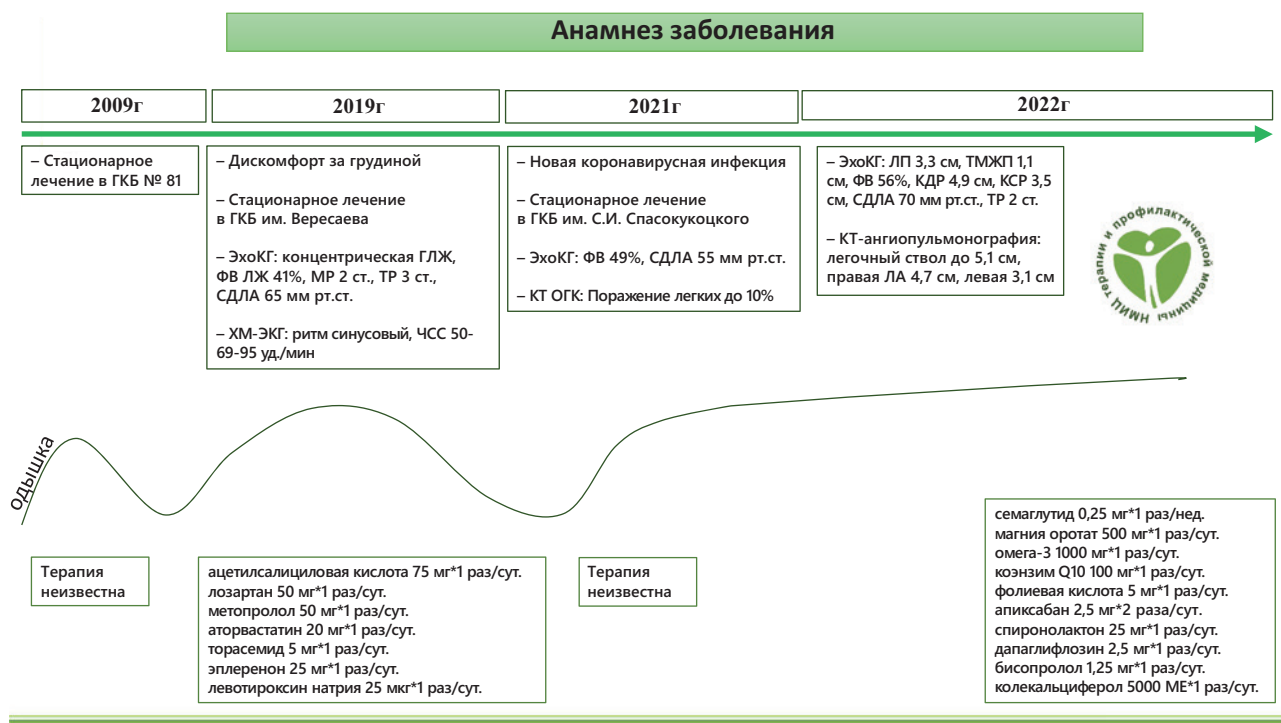 Анамнез заболевания
2009г
2019г
2021г
2022г
– Стационарное
лечение в ГКБ № 81
– Дискомфорт за грудиной
– Стационарное лечение
в ГКБ им. Вересаева
– ЭхоКГ: концентрическая ГЛЖ,
ФВ ЛЖ 41%, МР 2 ст., ТР 3 ст.,
СДЛА 65 мм рт.ст.
– ХМ-ЭКГ: ритм синусовый, ЧСС 50-
69-95 уд./мин
– Новая коронавирусная инфекция
– Стационарное лечение
в ГКБ им. С.И. Спасокукоцкого
– ЭхоКГ: ФВ 49%, СДЛА 55 мм рт.ст.
– КТ ОГК: Поражение легких до 10%
– ЭхоКГ: ЛП 3,3 см, ТМЖП 1,1
см, ФВ 56%, КДР 4,9 см, КСР 3,5
см, СДЛА 70 мм рт.ст., ТР 2 ст.
– КТ-ангиопульмонография:
легочный ствол до 5,1 см,
правая ЛА 4,7 см, левая 3,1 см
НМИЦ терапии и профилактической медицины
одышка
Терапия
неизвестна
ацетилсалициловая кислота 75 мг*1 раз/сут.
лозартан 50 мг*1 раз/сут.
метопролол 50 мг*1 раз/сут.
аторвастатин 20 мг*1 раз/сут.
торасемид 5 мг*1 раз/сут.
эплеренон 25 мг*1 раз/сут.
левотироксин натрия 25 мкг*1 раз/сут.
Терапия
неизвестна
семаглутид 0,25 мг*1 раз/нед.
магния оротат 500 мг*1 раз/сут.
омега-3 1000 мг*1 раз/сут.
коэнзим Q10 100 мг*1 раз/сут.
фолиевая кислота 5 мг*1 раз/сут.
апиксабан 2,5 мг*2 раза/сут.
спиронолактон 25 мг*1 раз/сут.
дапаглифлозин 2,5 мг*1 раз/сут.
бисопролол 1,25 мг*1 раз/сут.
колекальциферол 5000 МЕ*1 раз/сут.